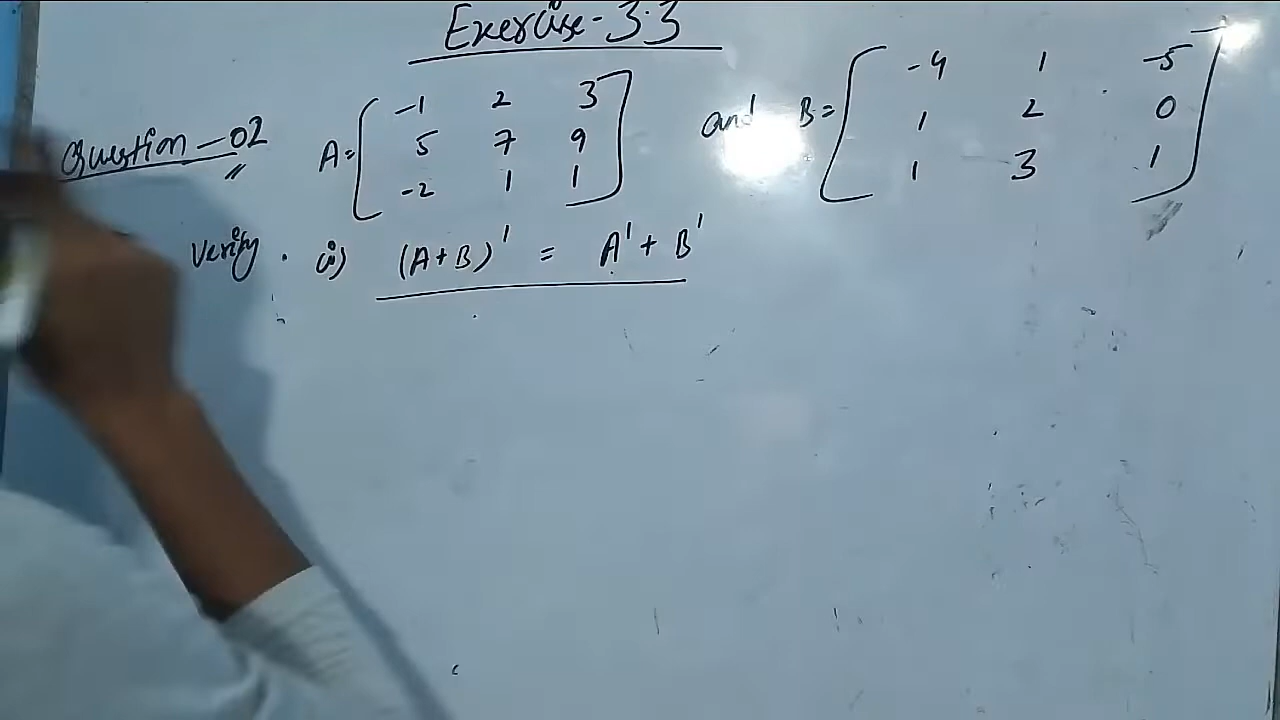 Exercise - 3.3
Question - 02 A = [ -1 2 3 and B = [ -4 1 -5
5 7 9 1 2 0
-2 1 1 ] 1 3 1 ]
Verify . (i) (A+B)' = A' + B'